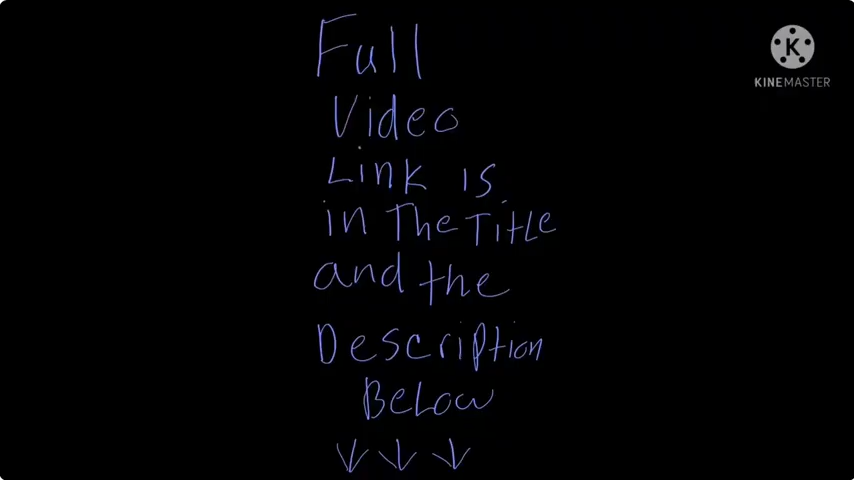 Full
KINEMASTER
Video
Link is
in The Title
and the
Description
Below